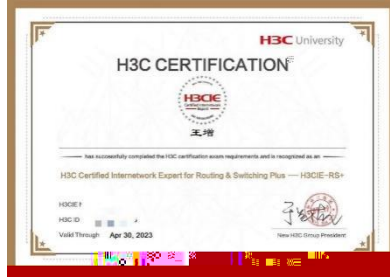 H3C University
H3C CERTIFICATION
H3CIE
王增
has successfully completed the H3C certification exam requirements and is recognized as an
H3C Certified Internetwork Expert for Routing & Switching Plus — H3CIE-RS+
H3CIE
H3C ID
Valid Through Apr 30, 2023
New H3C Group President